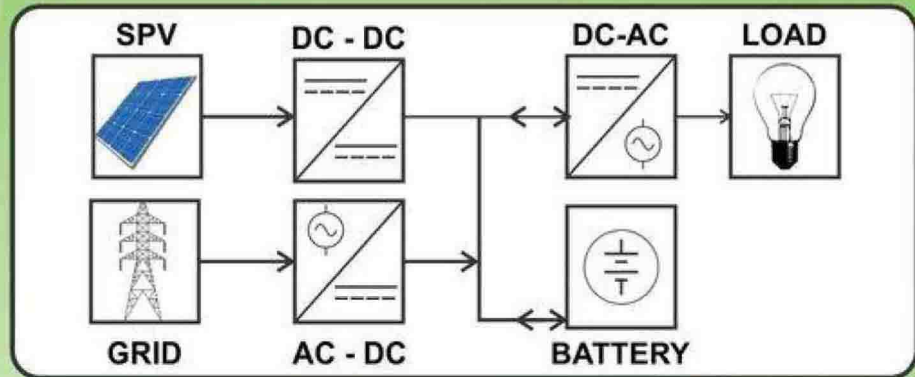 SPV
DC - DC
DC-AC
LOAD
GRID
AC - DC
BATTERY